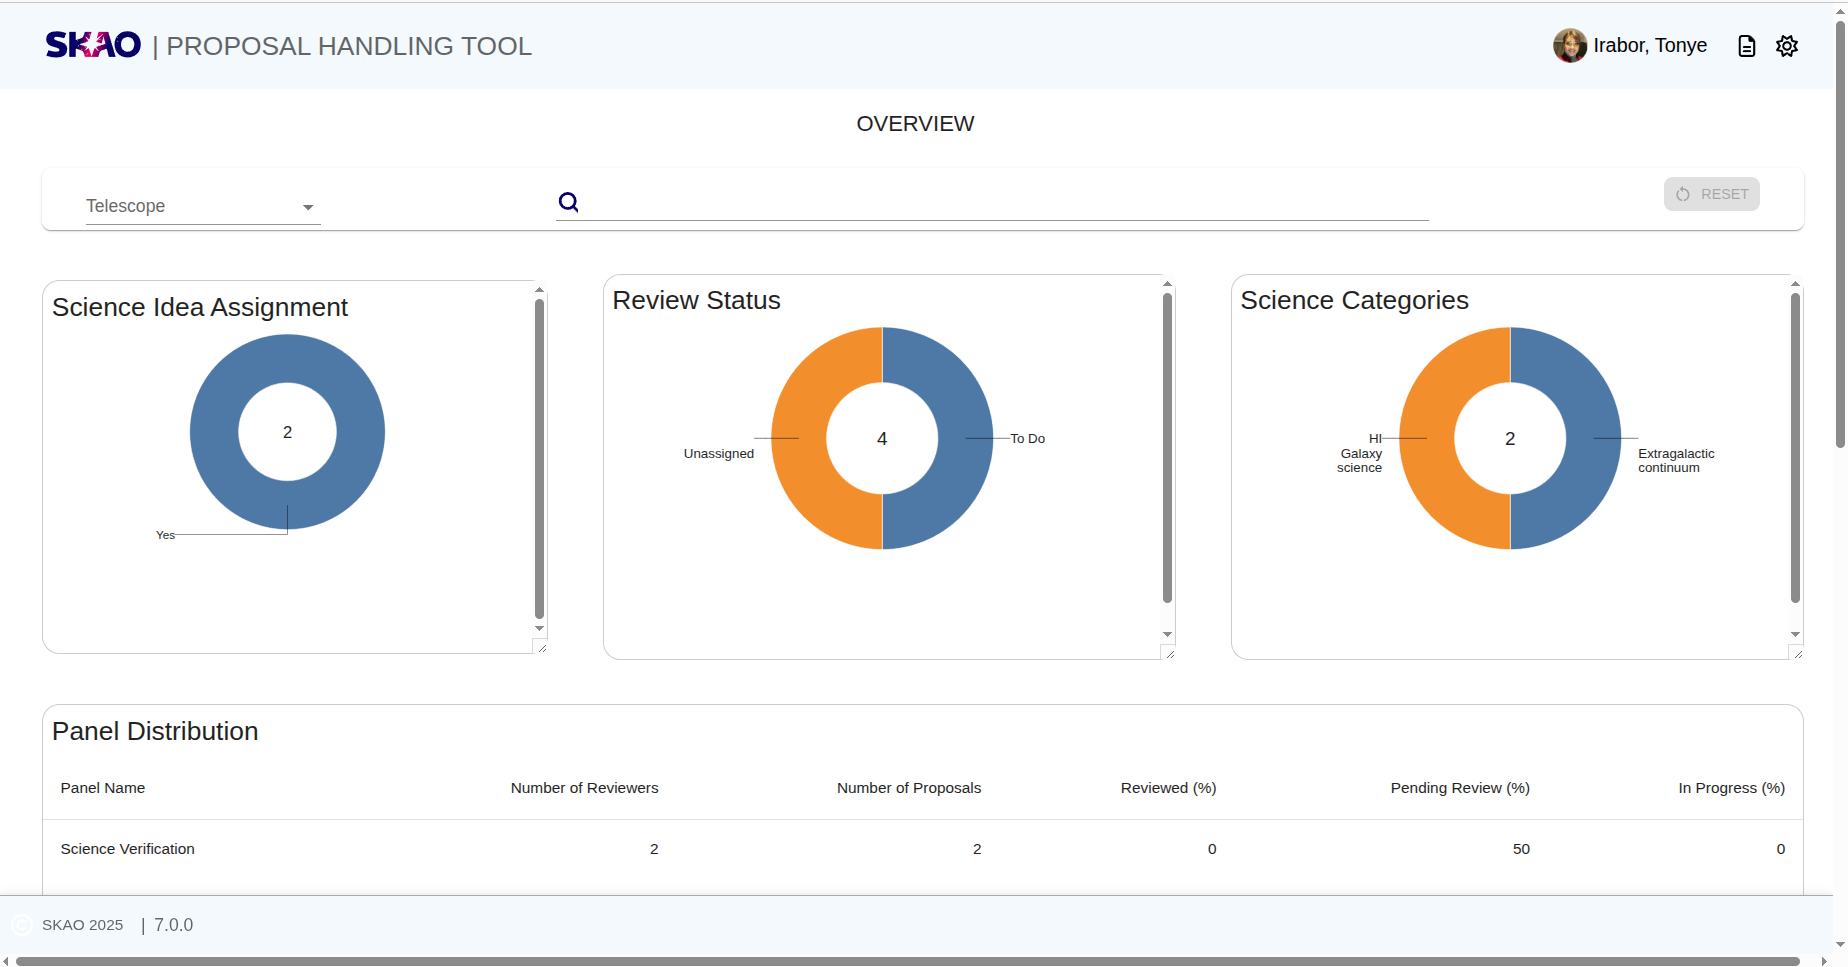 SKAO | PROPOSAL HANDLING TOOL
Irabor, Tonye
OVERVIEW
Telescope
RESET
Science Idea Assignment
2
Yes
Review Status
4
Unassigned
To Do
Science Categories
2
HI
Galaxy
science
Extragalactic
continuum
Panel Distribution
Panel Name Number of Reviewers Number of Proposals Reviewed (%) Pending Review (%) In Progress (%)
Science Verification 2 2 0 50 0
© SKAO 2025 | 7.0.0